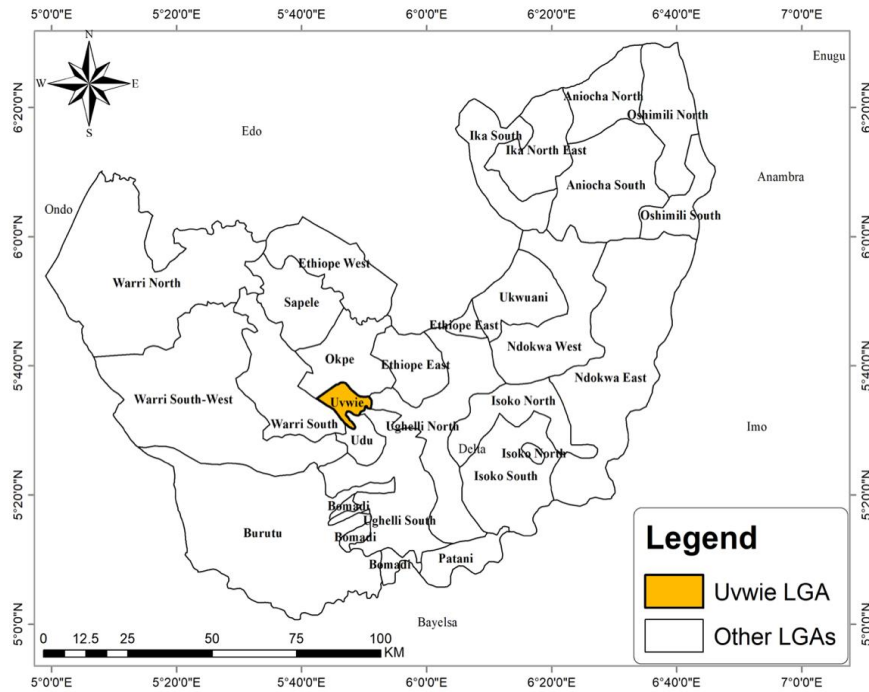 5°0'0"E 5°20'0"E 5°40'0"E 6°0'0"E 6°20'0"E 6°40'0"E 7°0'0"E
N
W E
S
Enugu
6°20'0"N
6°20'0"N
Aniocha North
Oshimili North
Edo
Ika South
Ika North East
Anambra
Aniocha South
Ondo
Oshimili South
6°0'0"N
6°0'0"N
Ethiope West
Warri North
Ukwuani
Sapele
Ethiope East
Ndokwa West
Okpe
5°40'0"N
5°40'0"N
Ethiope East
Ndokwa East
Warri South-West
Uvwie
Isoko North
Warri South
Ughelli North
Imo
Udu
Delta
Isoko North
Isoko South
5°20'0"N
5°20'0"N
Bomadi
Ughelli South
Burutu
Bomadi
Patani
Bomadi
Legend
Uvwie LGA
Other LGAs
Bayelsa
5°0'0"N
5°0'0"N
0 12.5 25 50 75 100
KM
5°0'0"E 5°20'0"E 5°40'0"E 6°0'0"E 6°20'0"E 6°40'0"E 7°0'0"E